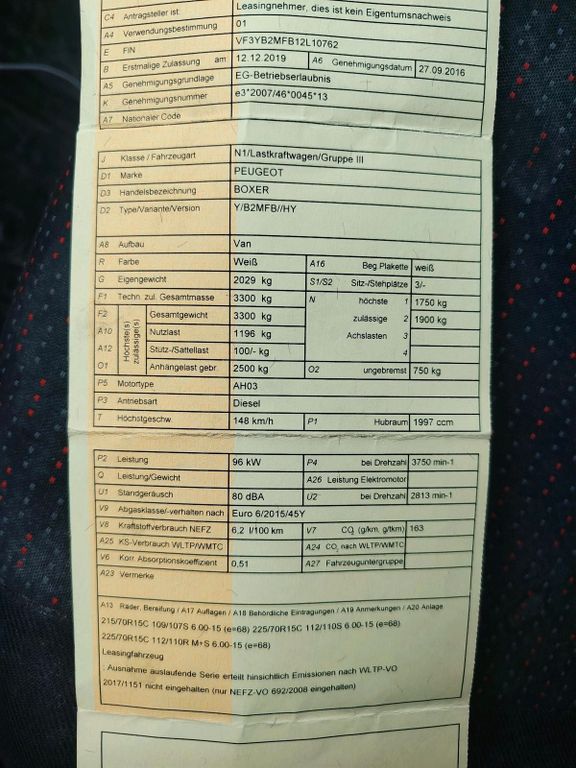 C4 Antragsteller ist: Leasingnehmer, dies ist kein Eigentumsnachweis
A4 Verwendungsbestimmung 01
E FIN VF3YB2MFB12L10762
B Erstmalige Zulassung am 12.12.2019 A6 Genehmigungsdatum 27.09.2016
A5 Genehmigungsgrundlage EG-Betriebserlaubnis
K Genehmigungsnummer e3*2007/46*0045*13
A7 Nationaler Code
J Klasse / Fahrzeugart N1/Lastkraftwagen/Gruppe III
D1 Marke PEUGEOT
D3 Handelsbezeichnung BOXER
D2 Type/Variante/Version Y/B2MFB//HY
A8 Aufbau Van
R Farbe Weiß A16 Beg.Plakette weiß
G Eigengewicht 2029 kg S1/S2 Sitz-/Stehplätze 3/-
F1 Techn. zul. Gesamtmasse 3300 kg N höchste 1 1750 kg
F2 Höchste(s) zulässige(s) Gesamtgewicht 3300 kg zulässige 2 1900 kg
A10 Nutzlast 1196 kg Achslasten 3
A12 Stütz-/Sattellast 100/- kg 4
O1 Anhängelast gebr. 2500 kg O2 ungebremst 750 kg
P5 Motortype AH03
P3 Antriebsart Diesel
T Höchstgeschw. 148 km/h P1 Hubraum 1997 ccm
P2 Leistung 96 kW P4 bei Drehzahl 3750 min-1
Q Leistung/Gewicht A26 Leistung Elektromotor
U1 Standgeräusch 80 dBA U2 bei Drehzahl 2813 min-1
V9 Abgasklasse/-verhalten nach Euro 6/2015/45Y
V8 Kraftstoffverbrauch NEFZ 6,2 l/100 km V7 CO2 (g/km, g/tkm) 163
A25 KS-Verbrauch WLTP/WMTC A24 CO2 nach WLTP/WMTC
V6 Korr. Absorptionskoeffizient 0,51 A27 Fahrzeuguntergruppe
A23 Vermerke
A13 Räder, Bereifung / A17 Auflagen / A18 Behördliche Eintragungen / A19 Anmerkungen / A20 Anlage
215/70R15C 109/107S 6.00-15 (e=68) 225/70R15C 112/110S 6.00-15 (e=68)
225/70R15C 112/110R M+S 6.00-15 (e=68)
Leasingfahrzeug
. Ausnahme auslaufende Serie erteilt hinsichtlich Emissionen nach WLTP-VO
2017/1151 nicht eingehalten (nur NEFZ-VO 692/2008 eingehalten)